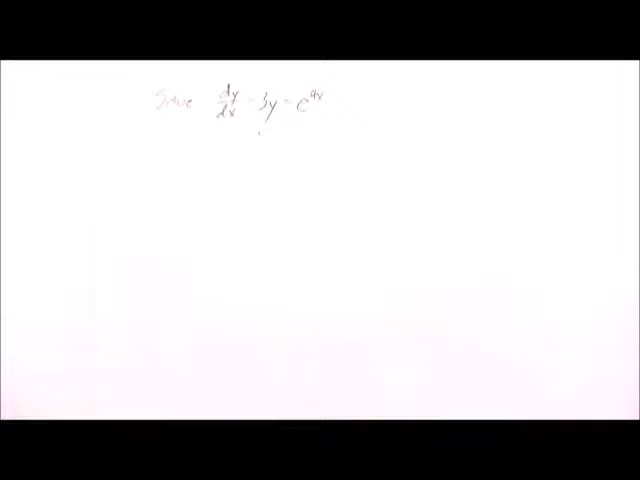 Solve dy/dx - 3y = e^4x